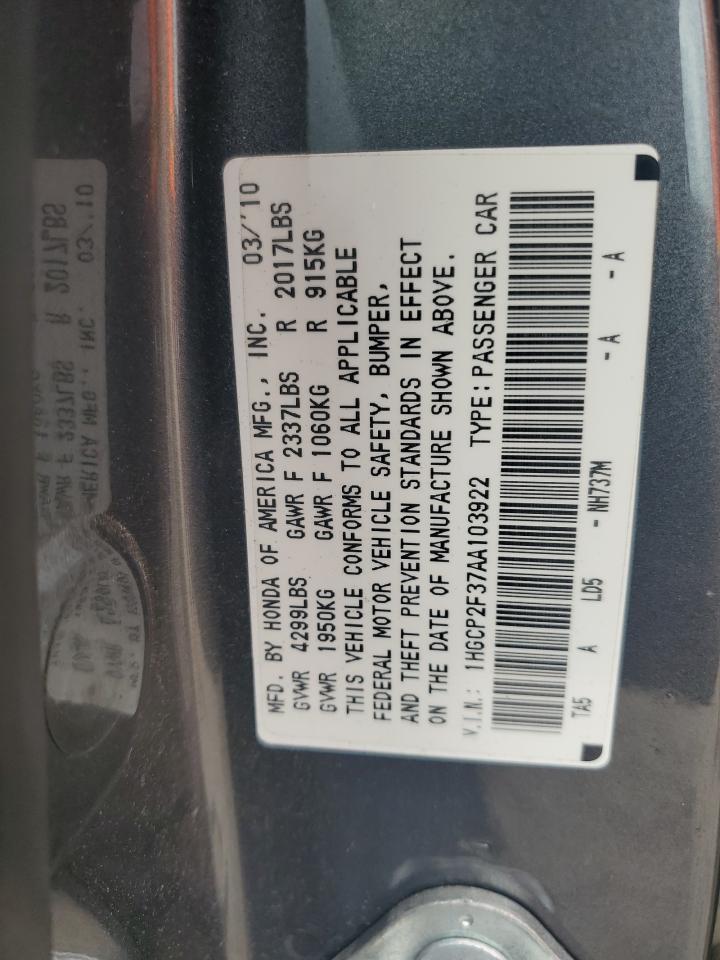 MFD. BY HONDA OF AMERICA MFG., INC. 03/'10
GVWR 4299LBS GAWR F 2337LBS R 2017LBS
GVWR 1950KG GAWR F 1060KG R 915KG
THIS VEHICLE CONFORMS TO ALL APPLICABLE
FEDERAL MOTOR VEHICLE SAFETY, BUMPER,
AND THEFT PREVENTION STANDARDS IN EFFECT
ON THE DATE OF MANUFACTURE SHOWN ABOVE.
V.I.N.: 1HGCP2F37AA103922 TYPE: PASSENGER CAR
TA5 A LD5 - NH737M - A - A